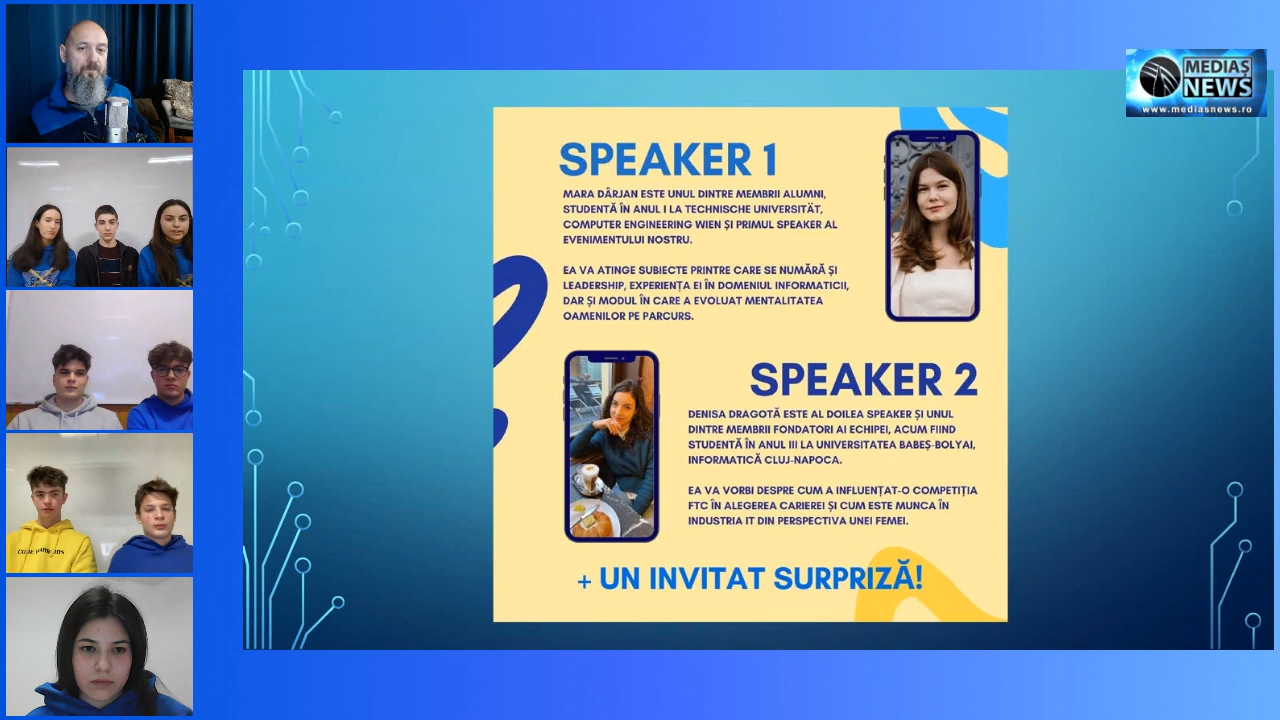 MEDIAȘ
NEWS
www.mediasnews.ro
SPEAKER 1
MARA DÂRJAN ESTE UNUL DINTRE MEMBRII ALUMNI,
STUDENTĂ ÎN ANUL I LA TECHNISCHE UNIVERSITÄT,
COMPUTER ENGINEERING WIEN ȘI PRIMUL SPEAKER AL
EVENIMENTULUI NOSTRU.
EA VA ATINGE SUBIECTE PRINTRE CARE SE NUMĂRĂ ȘI
LEADERSHIP, EXPERIENȚA EI ÎN DOMENIUL INFORMATICII,
DAR ȘI MODUL ÎN CARE A EVOLUAT MENTALITATEA
OAMENILOR PE PARCURS.
SPEAKER 2
DENISA DRAGOTĂ ESTE AL DOILEA SPEAKER ȘI UNUL
DINTRE MEMBRII FONDATORI AI ECHIPEI, ACUM FIIND
STUDENTĂ ÎN ANUL III LA UNIVERSITATEA BABEȘ-BOLYAI,
INFORMATICĂ CLUJ-NAPOCA.
EA VA VORBI DESPRE CUM A INFLUENȚAT-O COMPETIȚIA
FTC ÎN ALEGEREA CARIEREI ȘI CUM ESTE MUNCA ÎN
INDUSTRIA IT DIN PERSPECTIVA UNEI FEMEI.
+ UN INVITAT SURPRIZĂ!